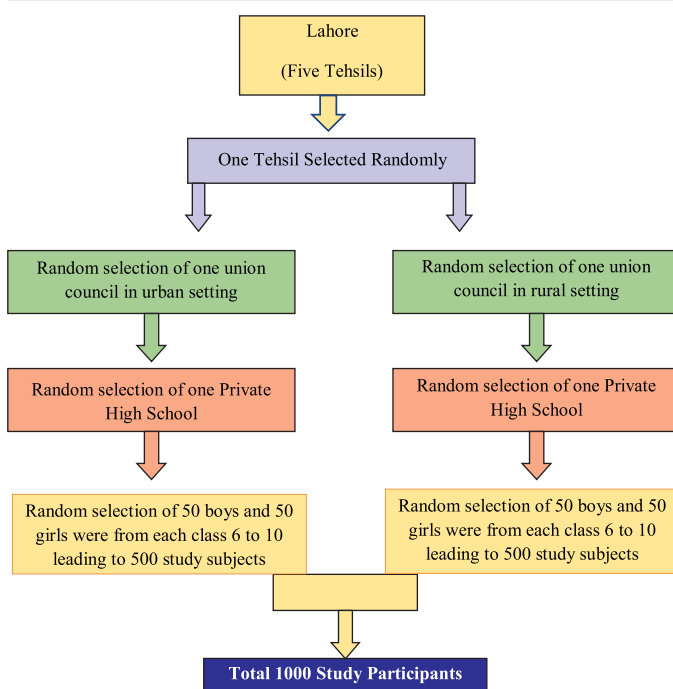 Lahore
(Five Tehsils)
One Tehsil Selected Randomly
Random selection of one union
council in urban setting
Random selection of one union
council in rural setting
Random selection of one Private
High School
Random selection of one Private
High School
Random selection of 50 boys and 50
girls were from each class 6 to 10
leading to 500 study subjects
Random selection of 50 boys and 50
girls were from each class 6 to 10
leading to 500 study subjects
Total 1000 Study Participants